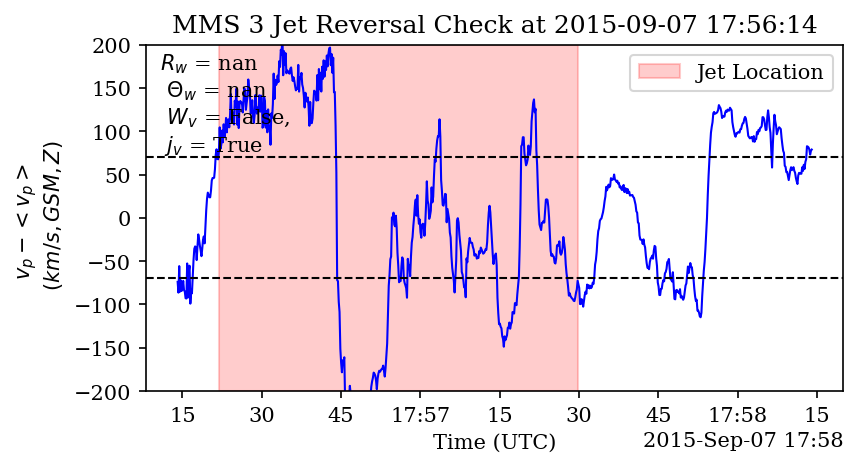 MMS 3 Jet Reversal Check at 2015-09-07 17:56:14
R_w = nan
Θ_w = nan
W_v = False,
j_v = True
Jet Location
200
150
100
50
0
−50
−100
−150
−200
v_p − < v_p >
(km/s, GSM, Z)
15 30 45 17:57 15 30 45 17:58 15
Time (UTC)
2015-Sep-07 17:58